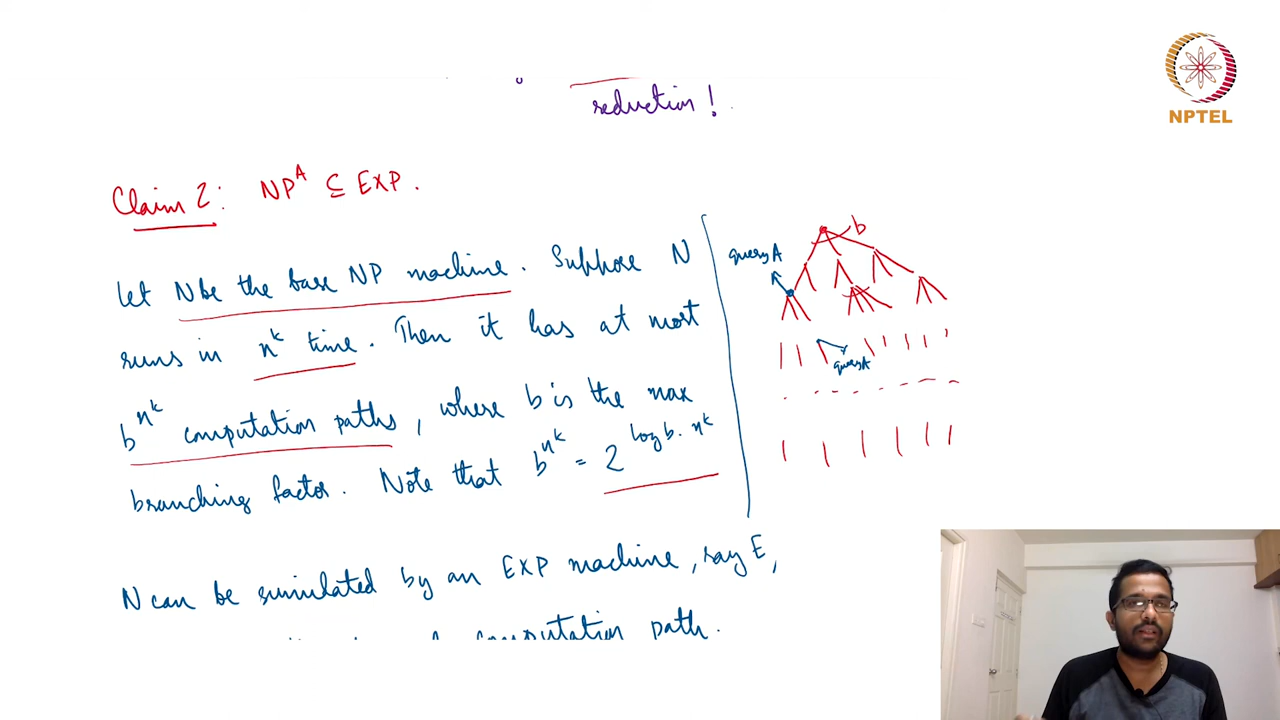 reduction !
NPTEL
Claim 2: NP^A ⊆ EXP.
Let N be the base NP machine. Suppose N
runs in n^k time. Then it has at most
b^{n^k} computation paths, where b is the max
branching factor. Note that b^{n^k} = 2^{log b. n^k}
N can be simulated by an EXP machine, say E,
computation path.
b
query A
query A